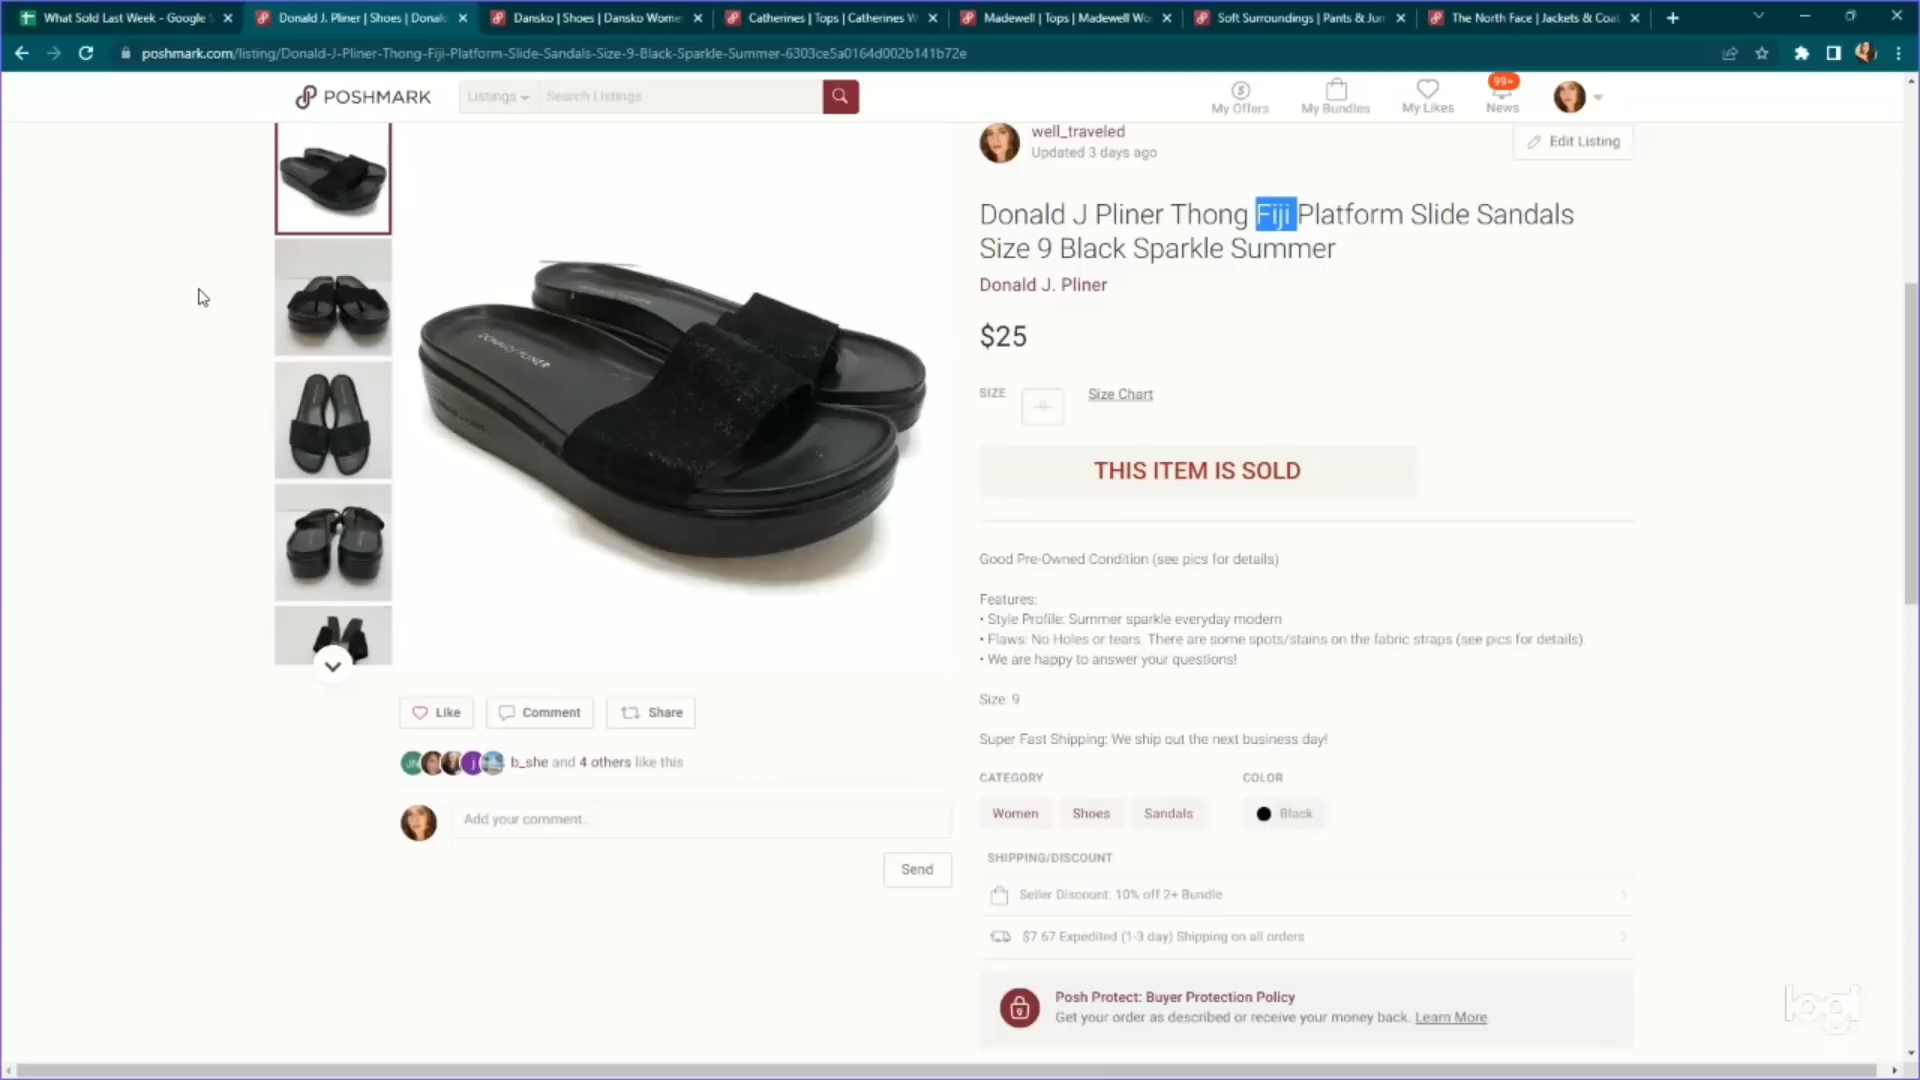 What Sold Last Week - Google S
Donald J. Pliner | Shoes | Donald
Dansko | Shoes | Dansko Wome
Catherines | Tops | Catherines W
Madewell | Tops | Madewell Wo
Soft Surroundings | Pants & Jum
The North Face | Jackets & Coat
poshmark.com/listing/Donald-J-Pliner-Thong-Fiji-Platform-Slide-Sandals-Size-9-Black-Sparkle-Summer-6303ce5a0164d002b141b72e
POSHMARK
Listings
Search Listings
My Offers
My Bundles
My Likes
99+
News
well_traveled
Updated 3 days ago
Edit Listing
Donald J Pliner Thong Fiji Platform Slide Sandals
Size 9 Black Sparkle Summer
Donald J. Pliner
$25
SIZE
9
Size Chart
THIS ITEM IS SOLD
Good Pre-Owned Condition (see pics for details)
Features:
• Style Profile: Summer sparkle everyday modern
• Flaws: No Holes or tears. There are some spots/stains on the fabric straps (see pics for details).
• We are happy to answer your questions!
Size: 9
Super Fast Shipping: We ship out the next business day!
CATEGORY
COLOR
Women
Shoes
Sandals
Black
SHIPPING/DISCOUNT
Seller Discount: 10% off 2+ Bundle
$7.67 Expedited (1-3 day) Shipping on all orders
Posh Protect: Buyer Protection Policy
Get your order as described or receive your money back. Learn More
DONALD J PLINER
Like
Comment
Share
JN
j
b_she and 4 others like this
Add your comment...
Send
logi